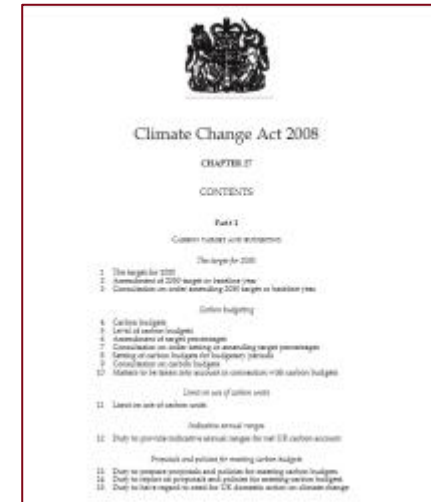 Climate Change Act 2008
CHAPTER 27
CONTENTS
PART 1
CARBON TARGET AND BUDGETING
The target for 2050
1 The target for 2050
2 Amendment of 2050 target or baseline year
3 Consultation on order amending 2050 target or baseline year
Carbon budgeting
4 Carbon budgets
5 Level of carbon budgets
6 Amendment of target percentages
7 Consultation on order setting or amending target percentages
8 Setting of carbon budgets for budgetary periods
9 Consultation on carbon budgets
10 Matters to be taken into account in connection with carbon budgets
Limit on use of carbon units
11 Limit on use of carbon units
Indicative annual ranges
12 Duty to provide indicative annual ranges for net UK carbon account
Proposals and policies for meeting carbon budgets
13 Duty to prepare proposals and policies for meeting carbon budgets
14 Duty to report on proposals and policies for meeting carbon budgets
15 Duty to have regard to need for UK domestic action on climate change